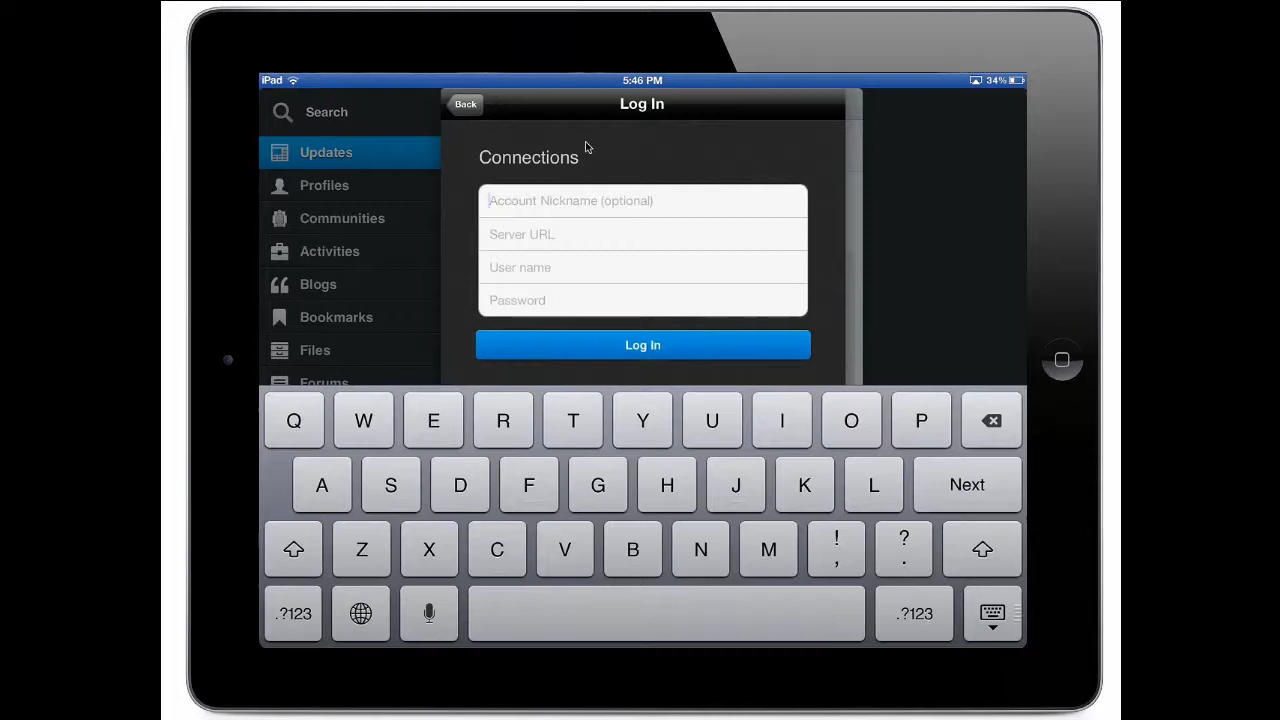 iPad
5:46 PM
34%
Search
Updates
Profiles
Communities
Activities
Blogs
Bookmarks
Files
Forums
Back
Log In
Connections
Account Nickname (optional)
Server URL
User name
Password
Log In
Q W E R T Y U I O P
A S D F G H J K L Next
Z X C V B N M ! , ? .
.?123 .?123